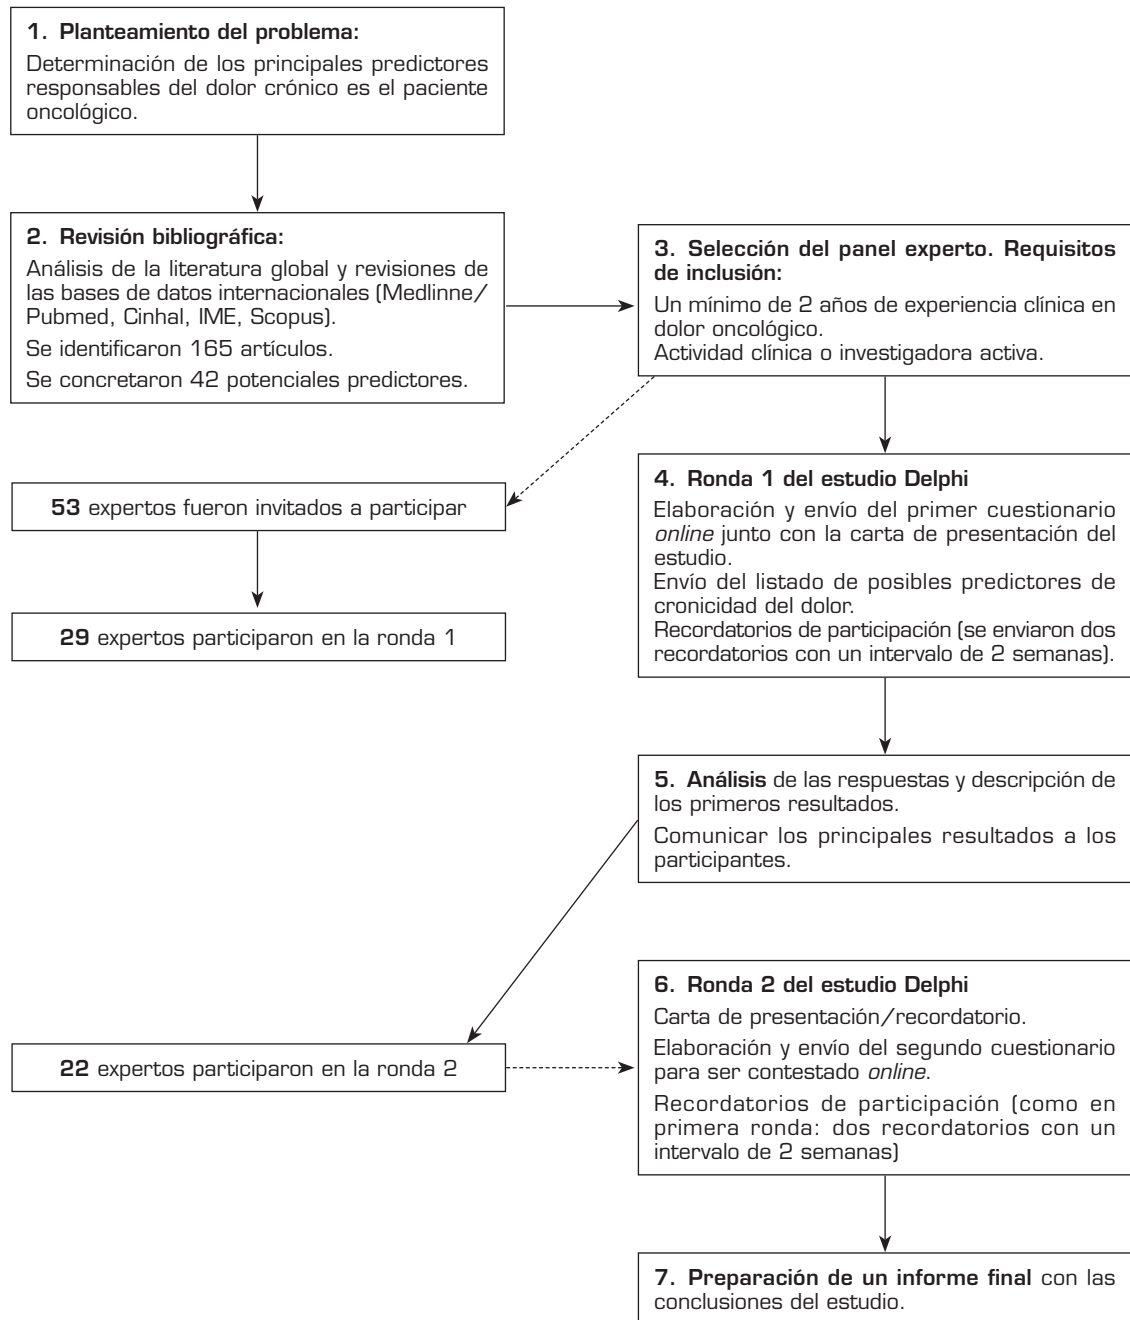 1. Planteamiento del problema:
Determinación de los principales predictores
responsables del dolor crónico es el paciente
oncológico.
2. Revisión bibliográfica:
Análisis de la literatura global y revisiones de
las bases de datos internacionales (Medlinne/
Pubmed, Cinhal, IME, Scopus).
Se identificaron 165 artículos.
Se concretaron 42 potenciales predictores.
3. Selección del panel experto. Requisitos
de inclusión:
Un mínimo de 2 años de experiencia clínica en
dolor oncológico.
Actividad clínica o investigadora activa.
53 expertos fueron invitados a participar
29 expertos participaron en la ronda 1
4. Ronda 1 del estudio Delphi
Elaboración y envío del primer cuestionario
online junto con la carta de presentación del
estudio.
Envío del listado de posibles predictores de
cronicidad del dolor.
Recordatorios de participación (se enviaron dos
recordatorios con un intervalo de 2 semanas).
5. Análisis de las respuestas y descripción de
los primeros resultados.
Comunicar los principales resultados a los
participantes.
22 expertos participaron en la ronda 2
6. Ronda 2 del estudio Delphi
Carta de presentación/recordatorio.
Elaboración y envío del segundo cuestionario
para ser contestado online.
Recordatorios de participación (como en
primera ronda: dos recordatorios con un
intervalo de 2 semanas)
7. Preparación de un informe final con las
conclusiones del estudio.